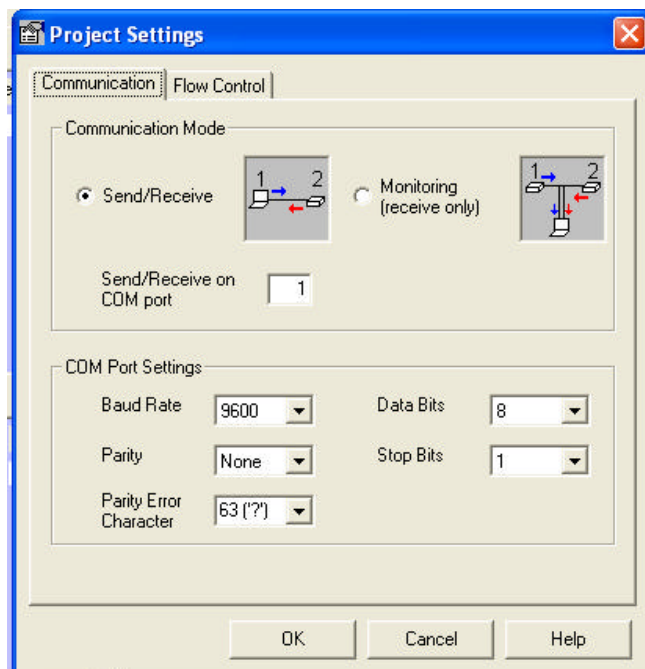 Project Settings
Communication
Flow Control
Communication Mode
Send/Receive
1 2
Monitoring
(receive only)
1 2
Send/Receive on
COM port
1
COM Port Settings
Baud Rate
9600
Data Bits
8
Parity
None
Stop Bits
1
Parity Error
Character
63 ('?')
OK
Cancel
Help